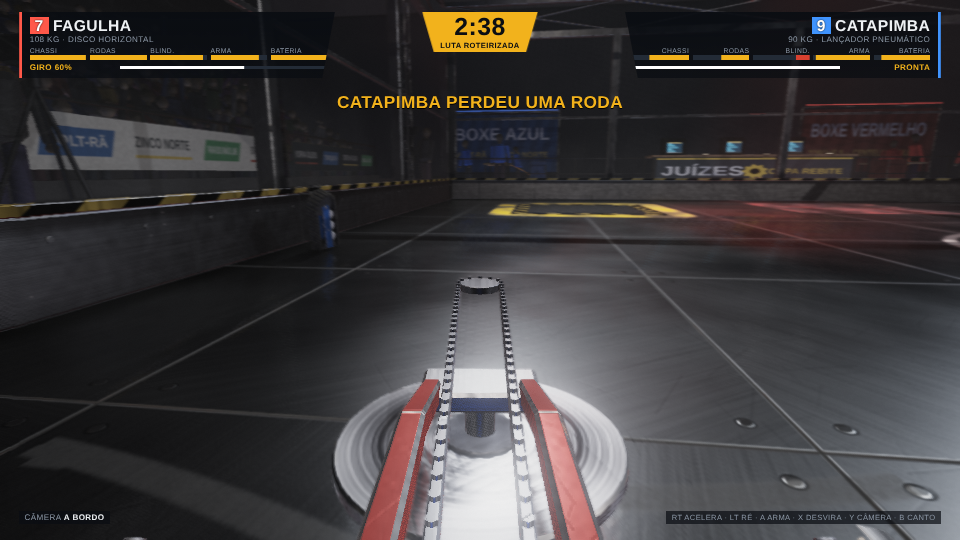 7 FAGULHA
108 KG · DISCO HORIZONTAL
CHASSI RODAS BLIND. ARMA BATERIA
GIRO 60%
2:38
LUTA ROTEIRIZADA
9 CATAPIMBA
90 KG · LANÇADOR PNEUMÁTICO
CHASSI RODAS BLIND. ARMA BATERIA
PRONTA
CATAPIMBA PERDEU UMA RODA
ZINCO NORTE
BOXE AZUL
BOXE VERMELHO
JUÍZES
REBITE
CÂMERA A BORDO
RT ACELERA · LT RÉ · A ARMA · X DESVIRA · Y CÂMERA · B CANTO